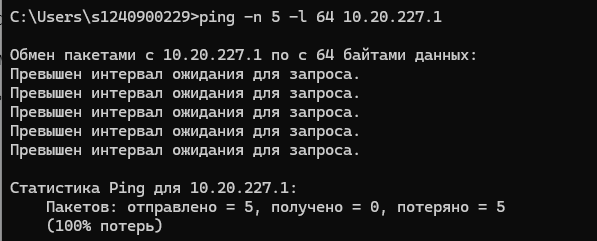 C:\Users\s1240900229>ping -n 5 -l 64 10.20.227.1
Обмен пакетами с 10.20.227.1 по с 64 байтами данных:
Превышен интервал ожидания для запроса.
Превышен интервал ожидания для запроса.
Превышен интервал ожидания для запроса.
Превышен интервал ожидания для запроса.
Превышен интервал ожидания для запроса.
Статистика Ping для 10.20.227.1:
Пакетов: отправлено = 5, получено = 0, потеряно = 5
(100% потерь)